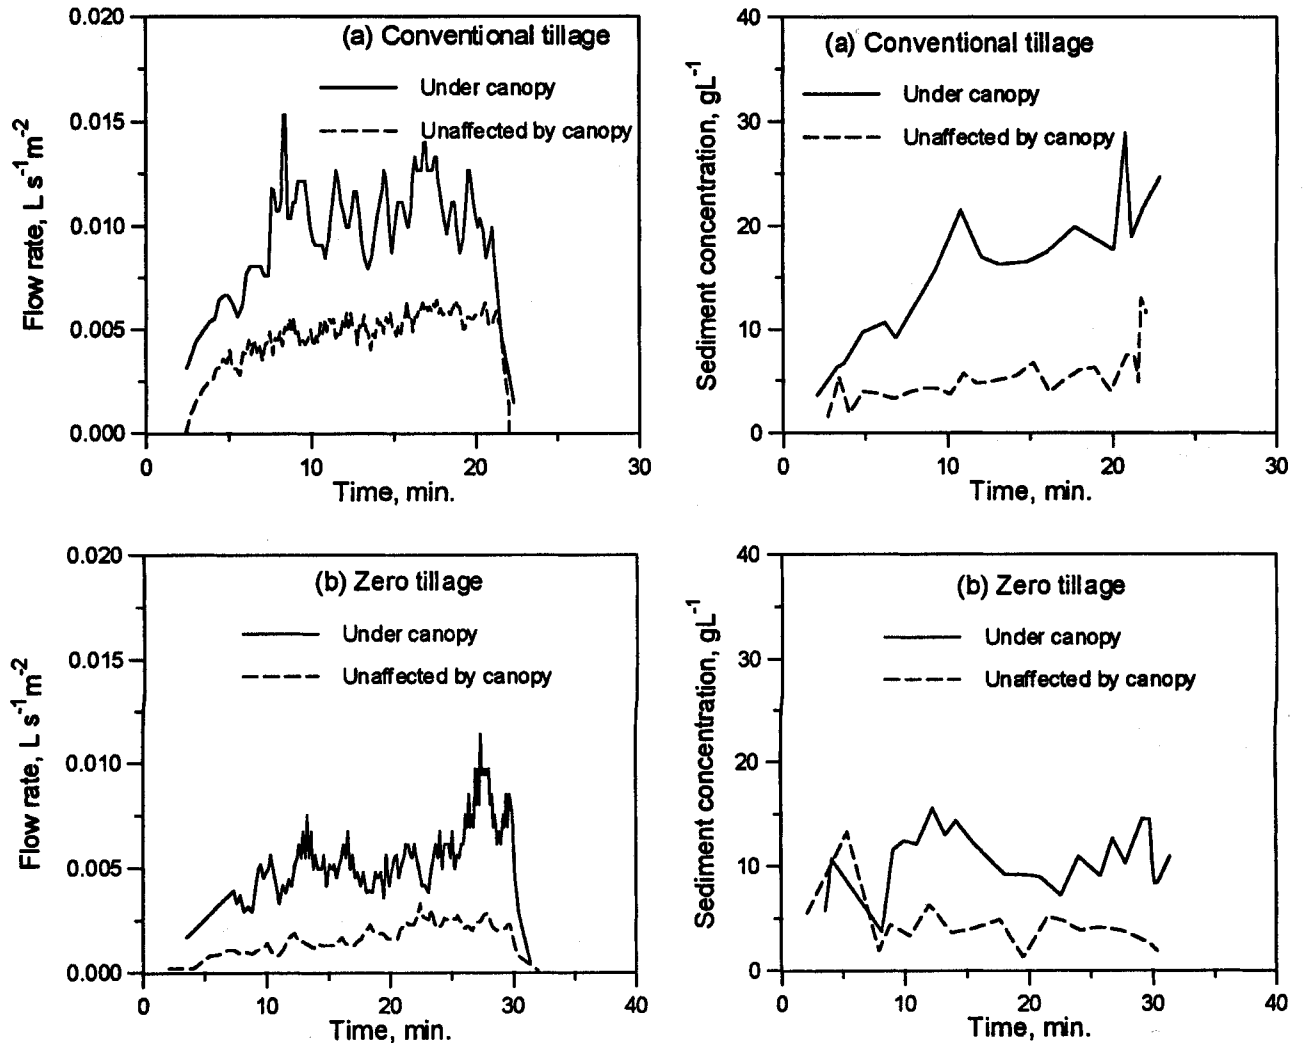 0.020
0.015
0.010
0.005
0.000
Flow rate, L s⁻¹m⁻²
(a) Conventional tillage
Under canopy
Unaffected by canopy
0 10 20 30
Time, min.
40
30
20
10
0
Sediment concentration, gL⁻¹
(a) Conventional tillage
Under canopy
Unaffected by canopy
0 10 20 30
Time, min.
0.020
0.015
0.010
0.005
0.000
Flow rate, L s⁻¹m⁻²
(b) Zero tillage
Under canopy
Unaffected by canopy
0 10 20 30 40
Time, min.
40
30
20
10
0
Sediment concentration, gL⁻¹
(b) Zero tillage
Under canopy
Unaffected by canopy
0 10 20 30 40
Time, min.